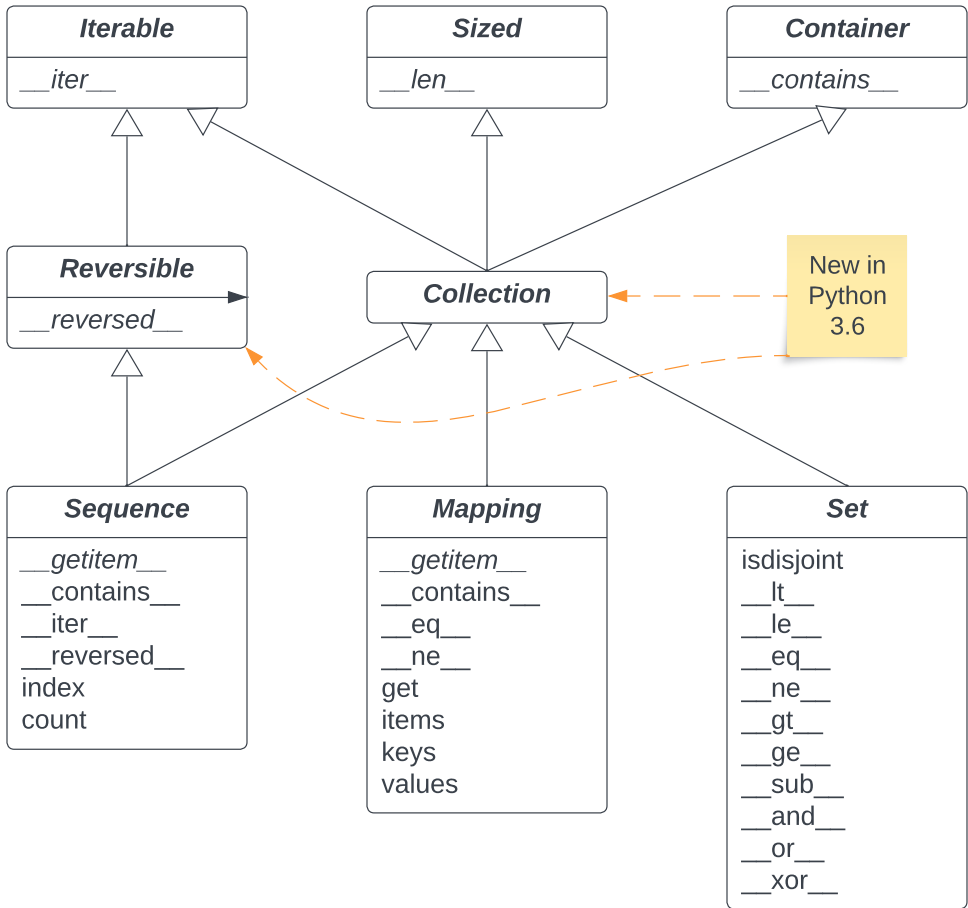 Iterable
__iter__
Sized
__len__
Container
__contains__
Reversible
__reversed__
Collection
New in
Python
3.6
Sequence
__getitem__
__contains__
__iter__
__reversed__
index
count
Mapping
__getitem__
__contains__
__eq__
__ne__
get
items
keys
values
Set
isdisjoint
__lt__
__le__
__eq__
__ne__
__gt__
__ge__
__sub__
__and__
__or__
__xor__